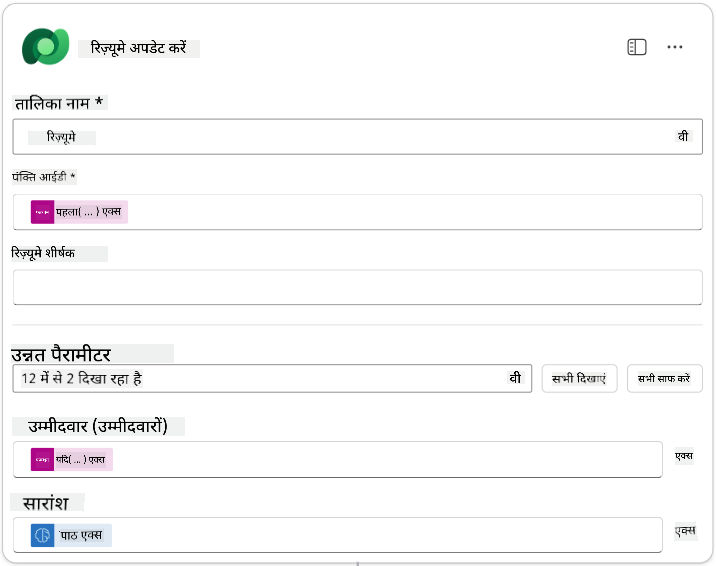 रिज़्यूमे अपडेट करें
तालिका नाम *
रिज़्यूमे
वी
पंक्ति आईडी *
पहला( ... ) एक्स
रिज़्यूमे शीर्षक
उन्नत पैरामीटर
12 में से 2 दिखा रहा है
वी
सभी दिखाएं
सभी साफ करें
उम्मीदवार (उम्मीदवारों)
यदि( ... ) एक्स
एक्स
सारांश
पाठ एक्स
एक्स